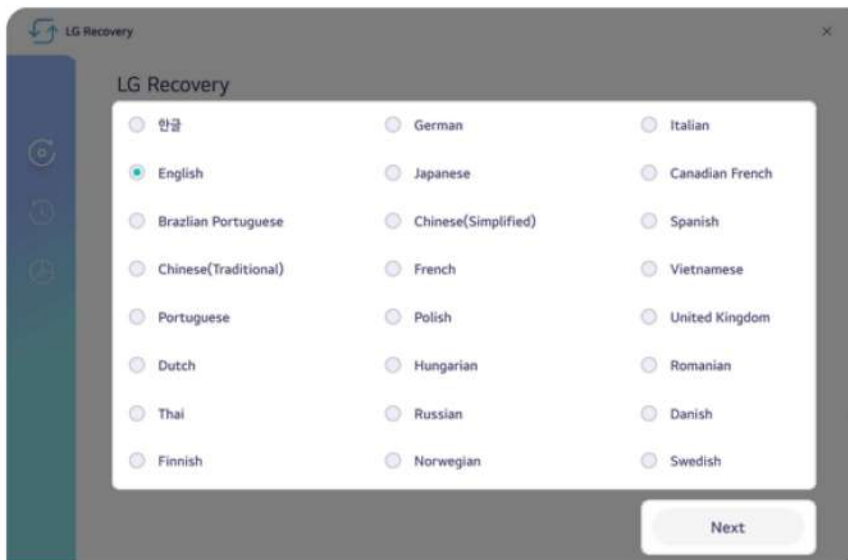 LG Recovery
LG Recovery
한글 German Italian
English Japanese Canadian French
Brazlian Portuguese Chinese(Simplified) Spanish
Chinese(Traditional) French Vietnamese
Portuguese Polish United Kingdom
Dutch Hungarian Romanian
Thai Russian Danish
Finnish Norwegian Swedish
Next